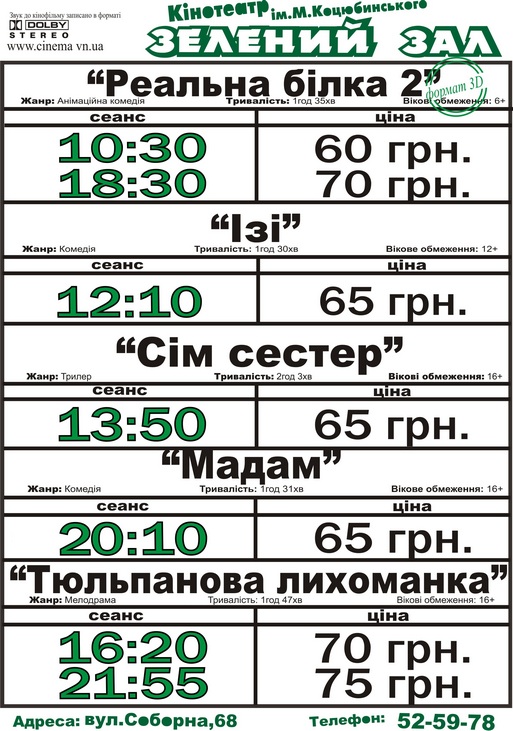 Звук до кінофільму записано в форматі
DOLBY
STEREO
www.cinema vn.ua
Кінотеатр ім.М.Коцюбинського
ЗЕЛЕНИЙ ЗАЛ
“Реальна білка 2”
формат 3D
Жанр: Анімаційна комедія Тривалість: 1год 35хв Вікові обмеження: 6+
сеанс ціна
10:30 60 грн.
18:30 70 грн.
“Ізі”
Жанр: Комедія Тривалість: 1год 30хв Вікове обмеження: 12+
сеанс ціна
12:10 65 грн.
“Сім сестер”
Жанр: Трилер Тривалість: 2год 3хв Вікові обмеження: 16+
сеанс ціна
13:50 65 грн.
“Мадам”
Жанр: Комедія Тривалість: 1год 31хв Вікове обмеження: 16+
сеанс ціна
20:10 65 грн.
“Тюльпанова лихоманка”
Жанр: Мелодрама Тривалість: 1год 47хв Вікові обмеження: 16+
сеанс ціна
16:20 70 грн.
21:55 75 грн.
Адреса: вул.Соборна,68 Телефон: 52-59-78